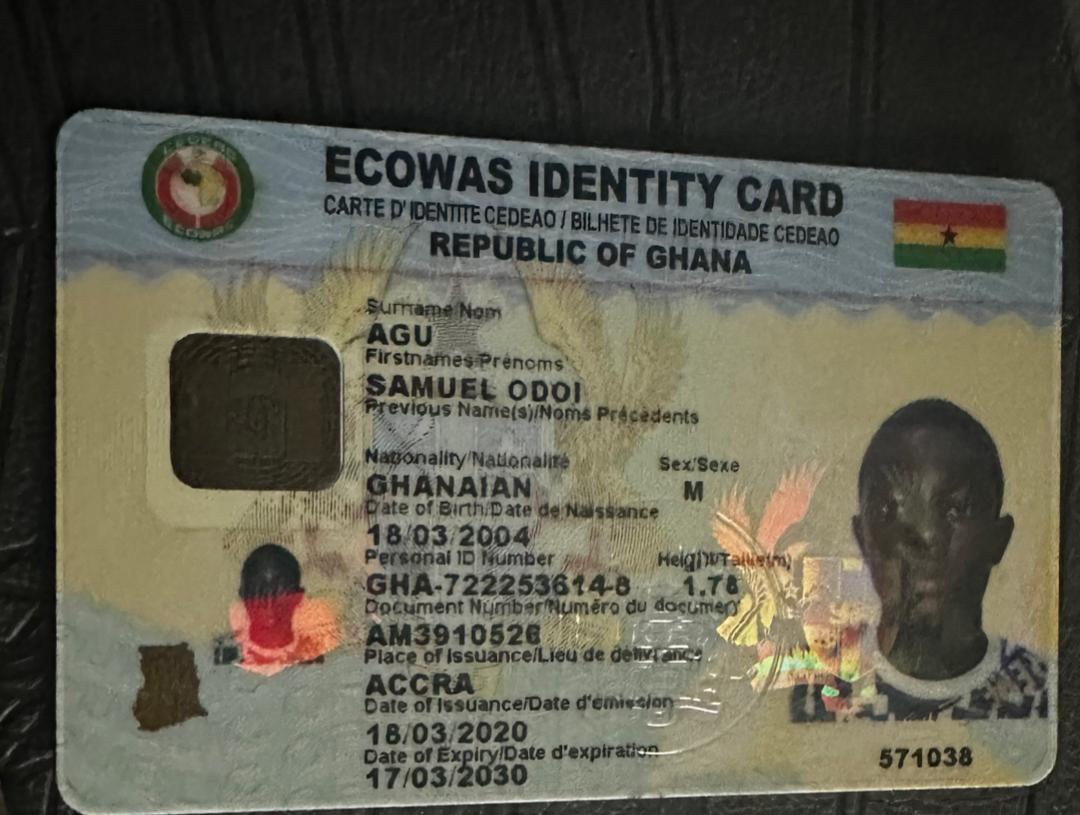 ECOWAS IDENTITY CARD
CARTE D'IDENTITE CEDEAO / BILHETE DE IDENTIDADE CEDEAO
REPUBLIC OF GHANA
Surname/Nom
AGU
Firstnames/Prénoms
SAMUEL ODOI
Previous Name(s)/Noms Précédents
Nationality/Nationalité Sex/Sexe
GHANAIAN M
Date of Birth/Date de Naissance
18/03/2004
Personal ID Number Height/Taille(m)
GHA-722253614-8 1.78
Document Number/Numéro du document
AM3910526
Place of Issuance/Lieu de délivrance
ACCRA
Date of Issuance/Date d'émission
18/03/2020
Date of Expiry/Date d'expiration
17/03/2030
571038